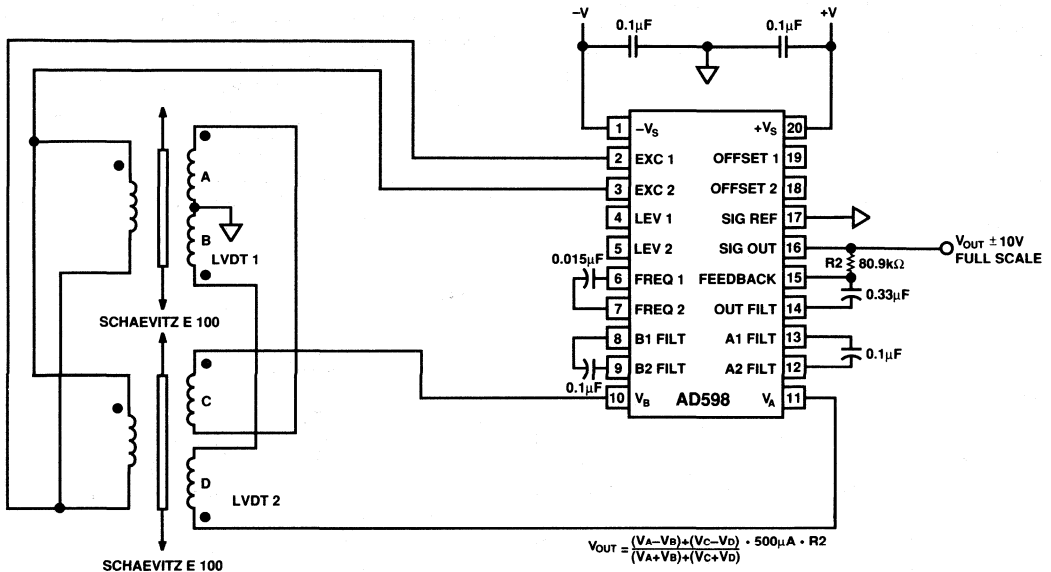 –V
+V
0.1µF
0.1µF
1
–VS
+VS
20
2
EXC 1
OFFSET 1
19
3
EXC 2
OFFSET 2
18
4
LEV 1
SIG REF
17
5
LEV 2
SIG OUT
16
6
FREQ 1
FEEDBACK
15
7
FREQ 2
OUT FILT
14
8
B1 FILT
A1 FILT
13
9
B2 FILT
A2 FILT
12
10
VB
AD598
VA
11
VOUT ±10V
FULL SCALE
R2
80.9kΩ
0.015µF
0.33µF
0.1µF
0.1µF
A
B
LVDT 1
SCHAEVITZ E 100
C
D
LVDT 2
SCHAEVITZ E 100
VOUT = (VA–VB)+(VC–VD) • 500µA • R2
(VA+VB)+(VC+VD)